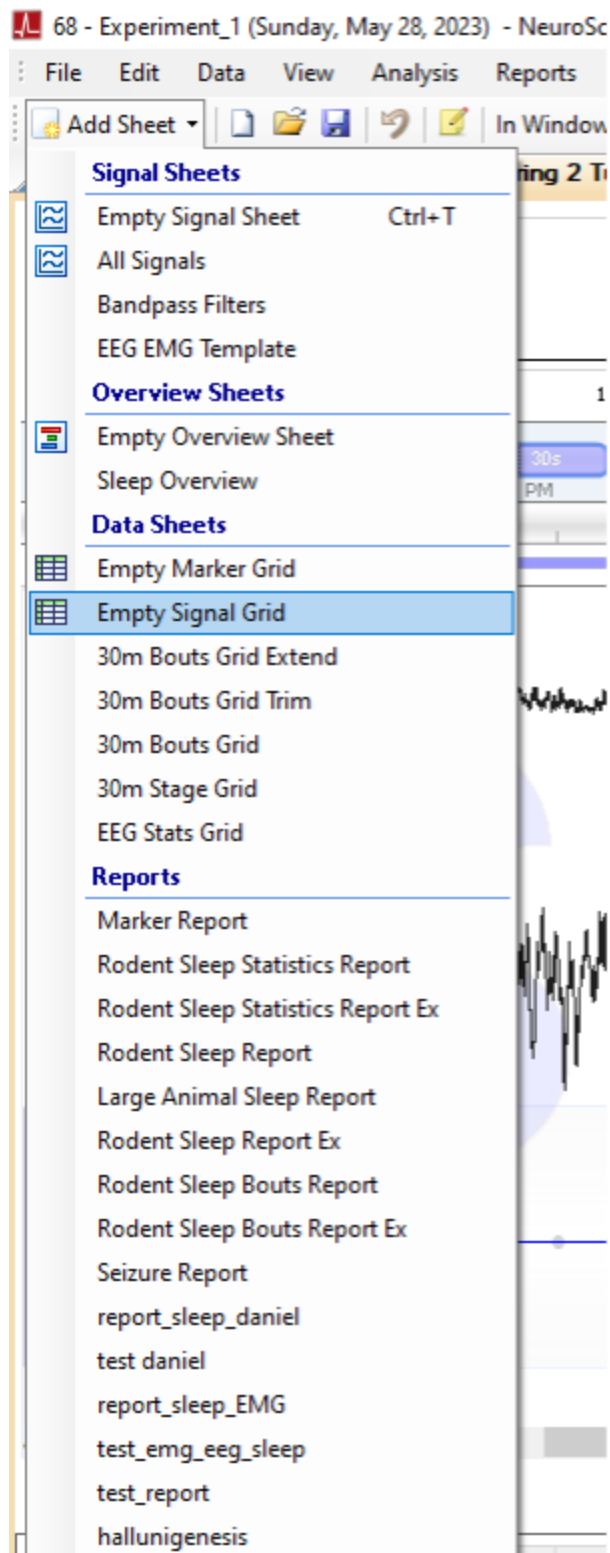 68 - Experiment_1 (Sunday, May 28, 2023) - NeuroSc
File Edit Data View Analysis Reports
Add Sheet In Window
Signal Sheets
ring 2 T
Empty Signal Sheet Ctrl+T
All Signals
Bandpass Filters
EEG EMG Template
Overview Sheets
1
Empty Overview Sheet
30s
Sleep Overview
PM
Data Sheets
Empty Marker Grid
Empty Signal Grid
30m Bouts Grid Extend
30m Bouts Grid Trim
30m Bouts Grid
30m Stage Grid
EEG Stats Grid
Reports
Marker Report
Rodent Sleep Statistics Report
Rodent Sleep Statistics Report Ex
Rodent Sleep Report
Large Animal Sleep Report
Rodent Sleep Report Ex
Rodent Sleep Bouts Report
Rodent Sleep Bouts Report Ex
Seizure Report
report_sleep_daniel
test daniel
report_sleep_EMG
test_emg_eeg_sleep
test_report
hallunigenesis